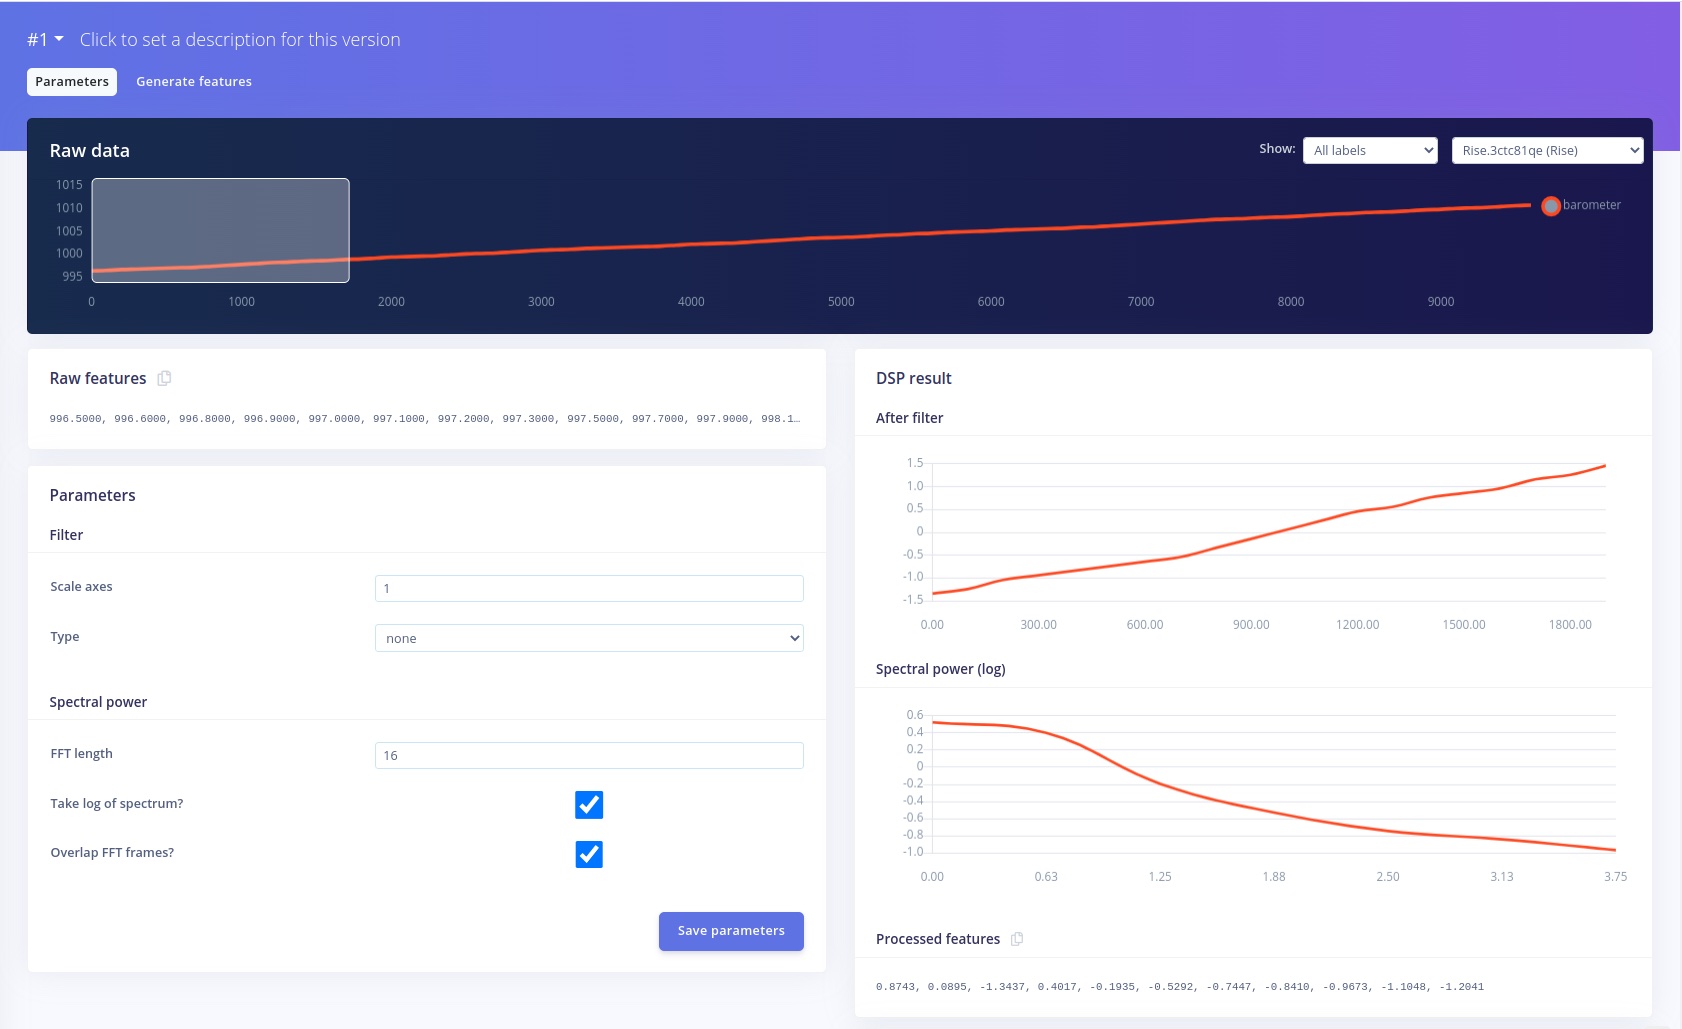 #1 Click to set a description for this version
Parameters Generate features
Raw data
Show: All labels Rise.3ctc81qe (Rise)
1015
1010
1005
1000
995
barometer
0 1000 2000 3000 4000 5000 6000 7000 8000 9000
Raw features
996.5000, 996.6000, 996.8000, 996.9000, 997.0000, 997.1000, 997.2000, 997.3000, 997.5000, 997.7000, 997.9000, 998.1…
Parameters
Filter
Scale axes 1
Type none
Spectral power
FFT length 16
Take log of spectrum?
Overlap FFT frames?
Save parameters
DSP result
After filter
1.5
1.0
0.5
0
-0.5
-1.0
-1.5
0.00 300.00 600.00 900.00 1200.00 1500.00 1800.00
Spectral power (log)
0.6
0.4
0.2
0
-0.2
-0.4
-0.6
-0.8
-1.0
0.00 0.63 1.25 1.88 2.50 3.13 3.75
Processed features
0.8743, 0.0895, -1.3437, 0.4017, -0.1935, -0.5292, -0.7447, -0.8410, -0.9673, -1.1048, -1.2041